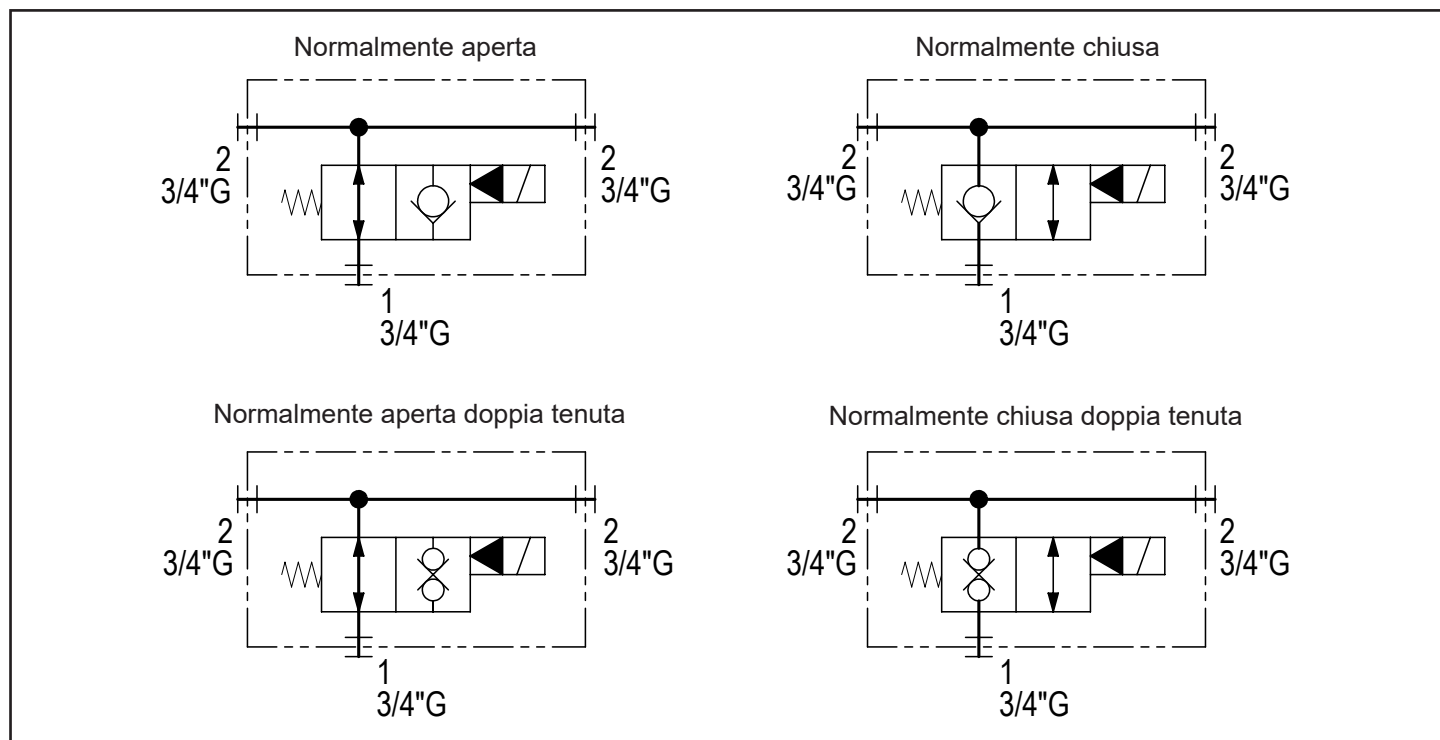 Normalmente aperta
2
3/4"G
2
3/4"G
1
3/4"G
Normalmente chiusa
2
3/4"G
2
3/4"G
1
3/4"G
Normalmente aperta doppia tenuta
2
3/4"G
2
3/4"G
1
3/4"G
Normalmente chiusa doppia tenuta
2
3/4"G
2
3/4"G
1
3/4"G